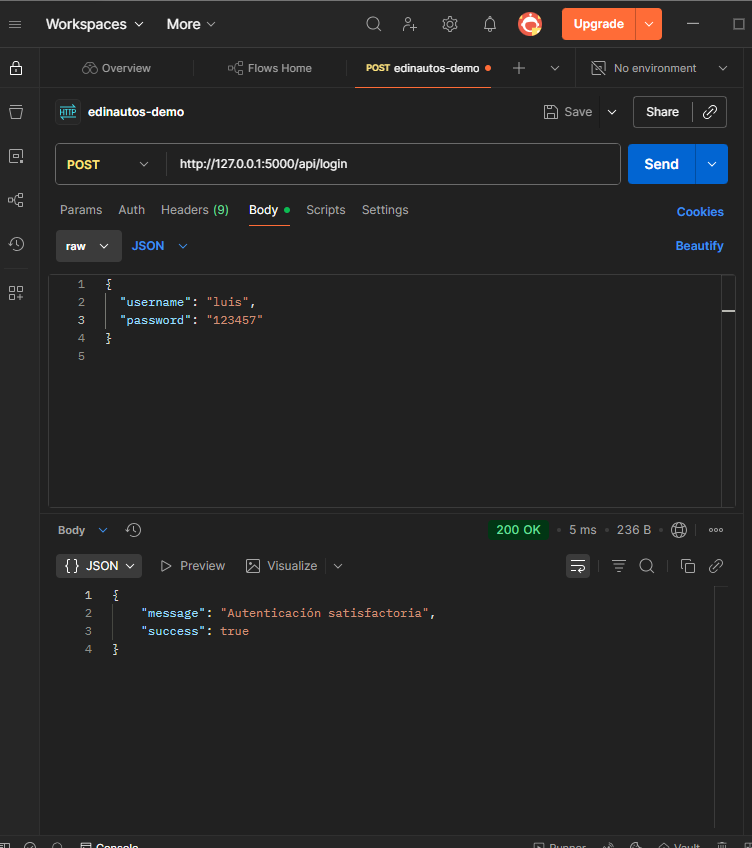 Workspaces More Upgrade
Overview Flows Home POST edinautos-demo No environment
HTTP edinautos-demo Save Share
POST http://127.0.0.1:5000/api/login Send
Params Auth Headers (9) Body Scripts Settings Cookies
raw JSON Beautify
1 {
2 "username": "luis",
3 "password": "123457"
4 }
5
Body 200 OK 5 ms 236 B
{} JSON Preview Visualize
1 {
2 "message": "Autenticación satisfactoria",
3 "success": true
4 }
Console Runner Vault